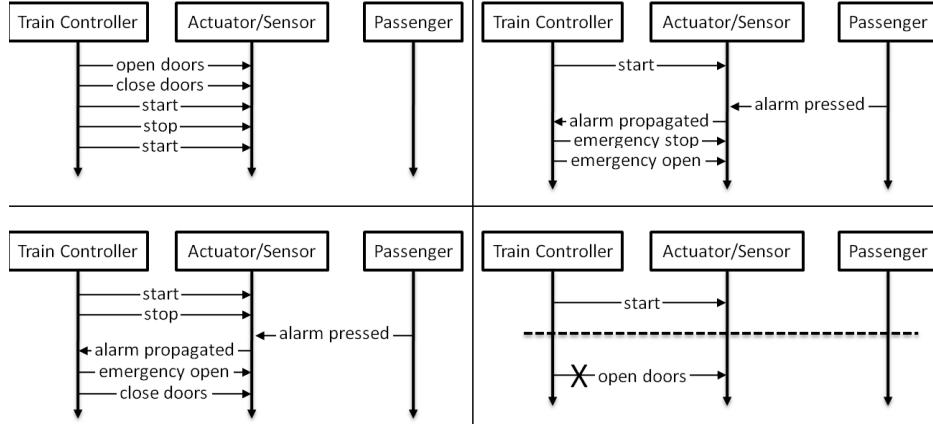 Train Controller Actuator/Sensor Passenger
open doors
close doors
start
stop
start
Train Controller Actuator/Sensor Passenger
start
alarm pressed
alarm propagated
emergency stop
emergency open
Train Controller Actuator/Sensor Passenger
start
stop
alarm pressed
alarm propagated
emergency open
close doors
Train Controller Actuator/Sensor Passenger
start
open doors